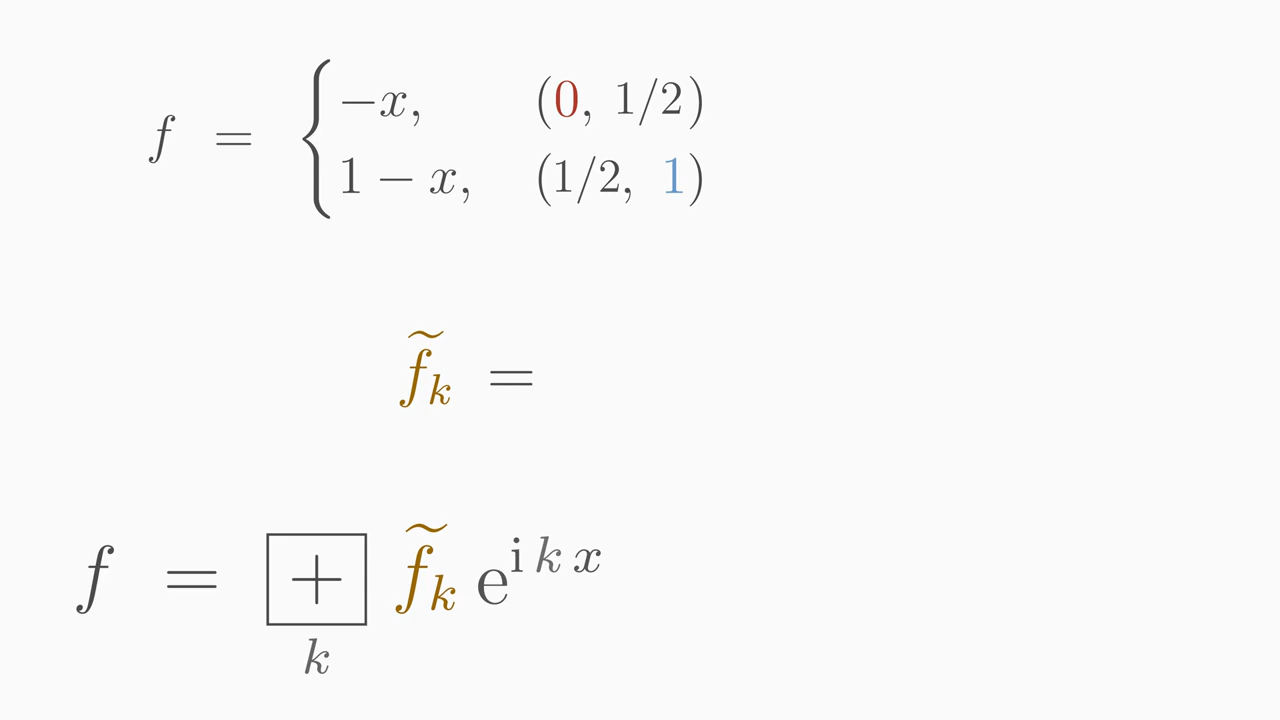 f = { −x, (0, 1/2)
1 − x, (1/2, 1)
f̃ₖ =
f = + f̃ₖ e^{i k x}
k